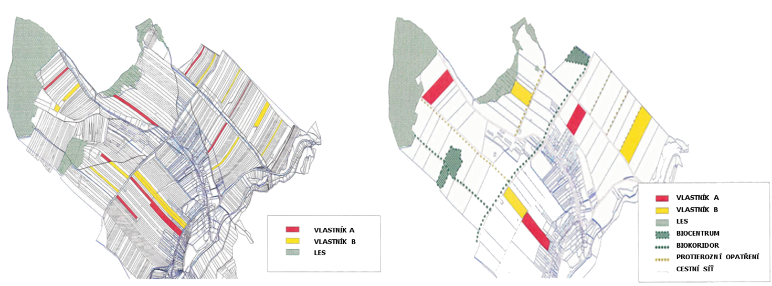 VLASTNÍK A
VLASTNÍK B
LES
VLASTNÍK A
VLASTNÍK B
LES
BIOCENTRUM
BIOKORIDOR
PROTIEROZNÍ OPATŘENÍ
CESTNÍ SÍŤ